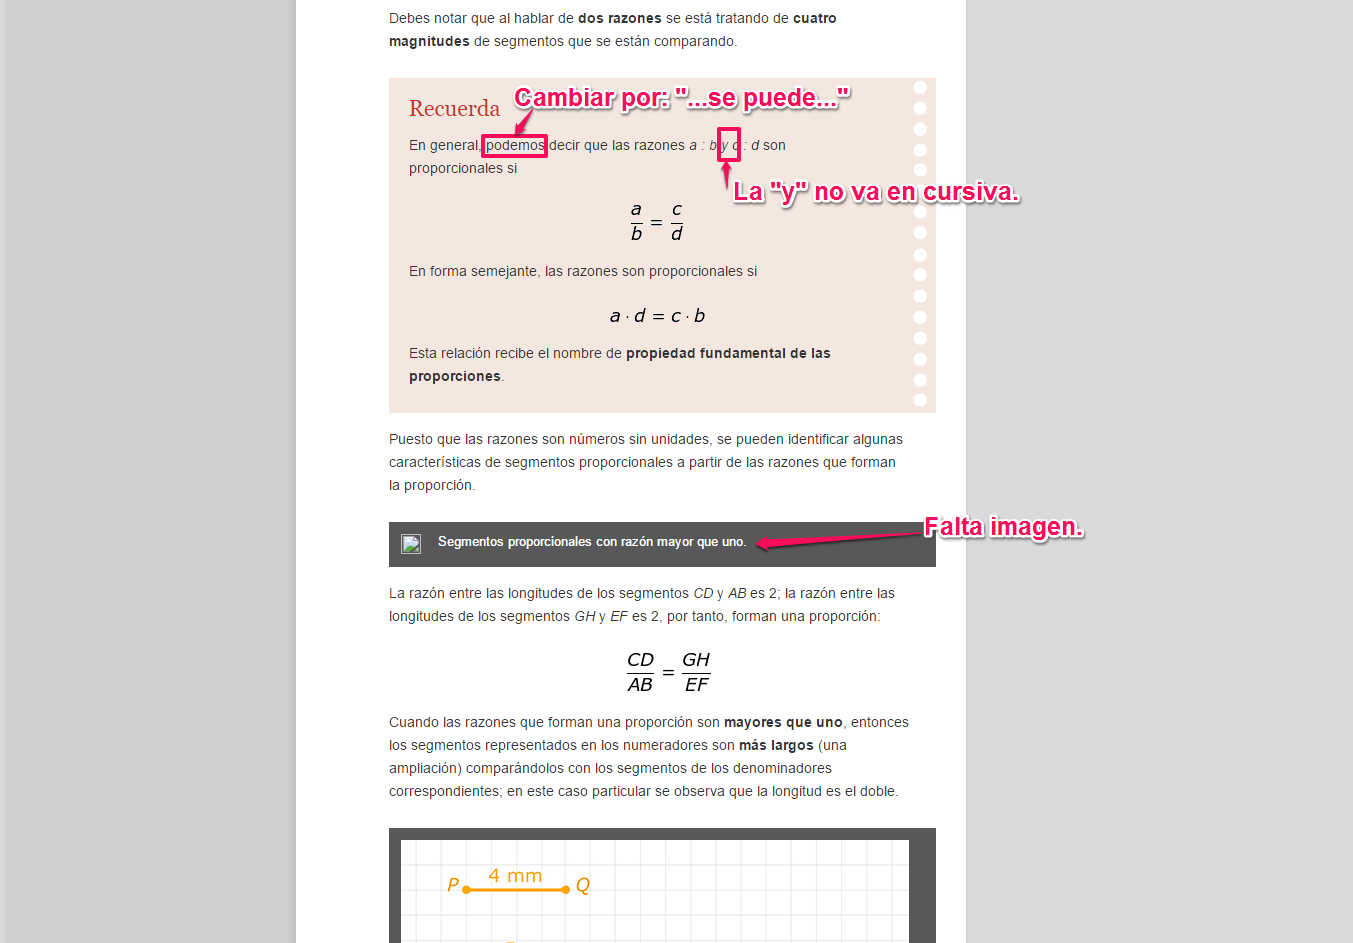 Debes notar que al hablar de dos razones se está tratando de cuatro
magnitudes de segmentos que se están comparando.
Recuerda
Cambiar por: "...se puede..."
En general, podemos decir que las razones a : b y c : d son
proporcionales si
La "y" no va en cursiva.
a/b = c/d
En forma semejante, las razones son proporcionales si
a · d = c · b
Esta relación recibe el nombre de propiedad fundamental de las
proporciones.
Puesto que las razones son números sin unidades, se pueden identificar algunas
características de segmentos proporcionales a partir de las razones que forman
la proporción.
Falta imagen.
Segmentos proporcionales con razón mayor que uno.
La razón entre las longitudes de los segmentos CD y AB es 2; la razón entre las
longitudes de los segmentos GH y EF es 2, por tanto, forman una proporción:
CD/AB = GH/EF
Cuando las razones que forman una proporción son mayores que uno, entonces
los segmentos representados en los numeradores son más largos (una
ampliación) comparándolos con los segmentos de los denominadores
correspondientes; en este caso particular se observa que la longitud es el doble.
P 4 mm Q